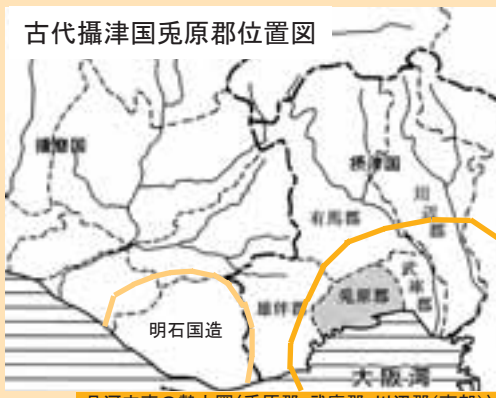 古代摂津国兎原郡位置図
播磨国
摂津国
川辺郡
有馬郡
武庫郡
兎原郡
雄伴郡
明石国造
大阪湾